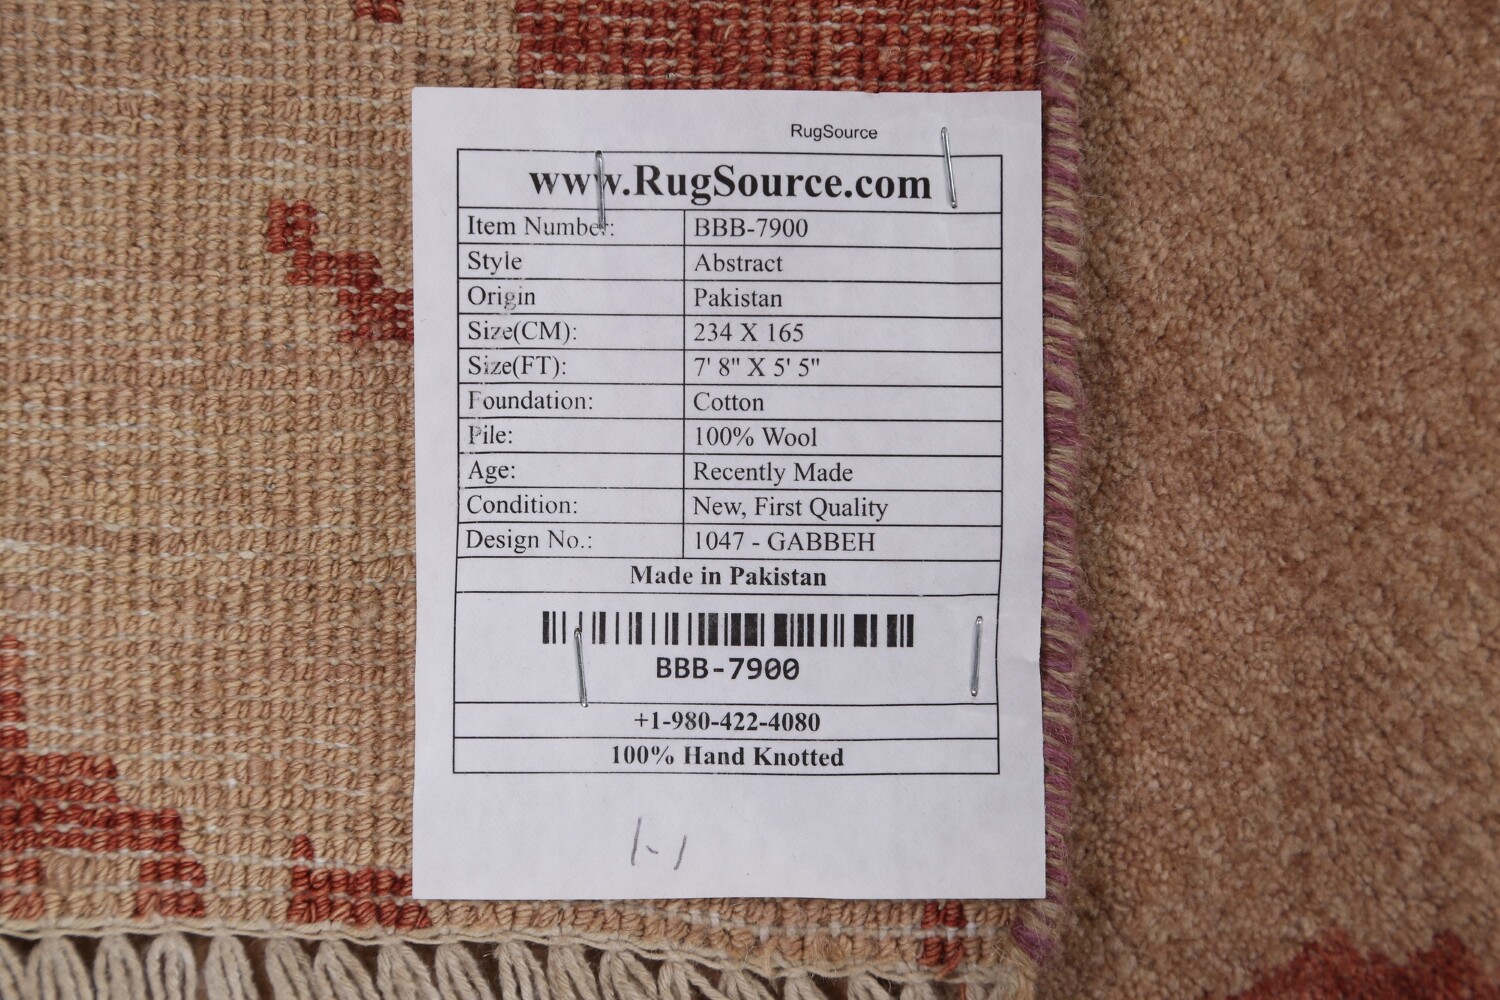 RugSource
www.RugSource.com
Item Number: BBB-7900
Style Abstract
Origin Pakistan
Size(CM): 234 X 165
Size(FT): 7' 8" X 5' 5"
Foundation: Cotton
Pile: 100% Wool
Age: Recently Made
Condition: New, First Quality
Design No.: 1047 - GABBEH
Made in Pakistan
BBB-7900
+1-980-422-4080
100% Hand Knotted